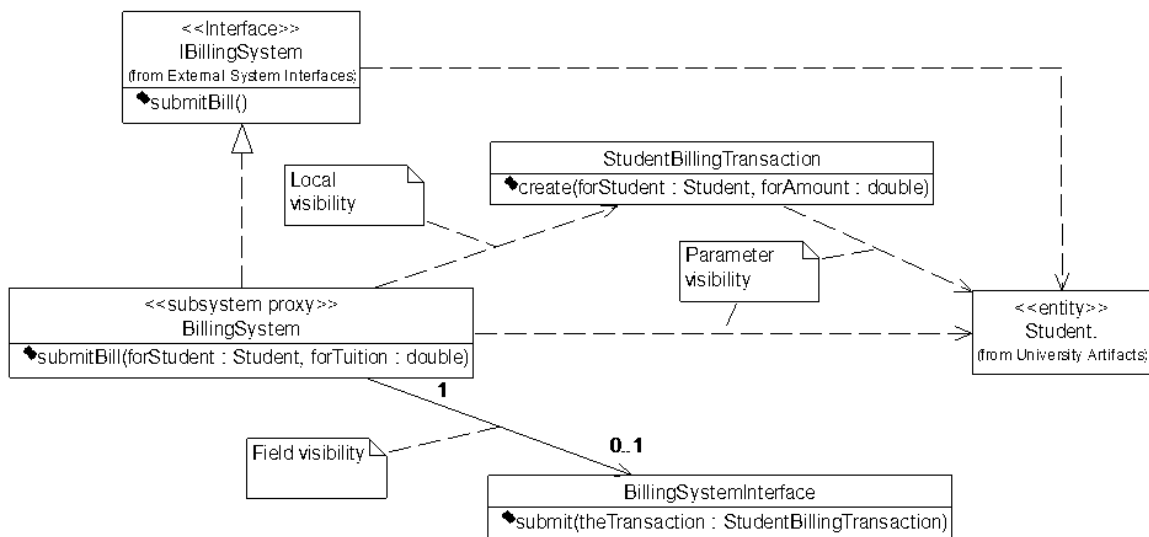 <<Interface>>
IBillingSystem
(from External System Interfaces)
submitBill()
StudentBillingTransaction
create(forStudent : Student, forAmount : double)
Local
visibility
Parameter
visibility
<<subsystem proxy>>
BillingSystem
submitBill(forStudent : Student, forTuition : double)
<<entity>>
Student.
(from University Artifacts)
1
Field visibility
0..1
BillingSystemInterface
submit(theTransaction : StudentBillingTransaction)